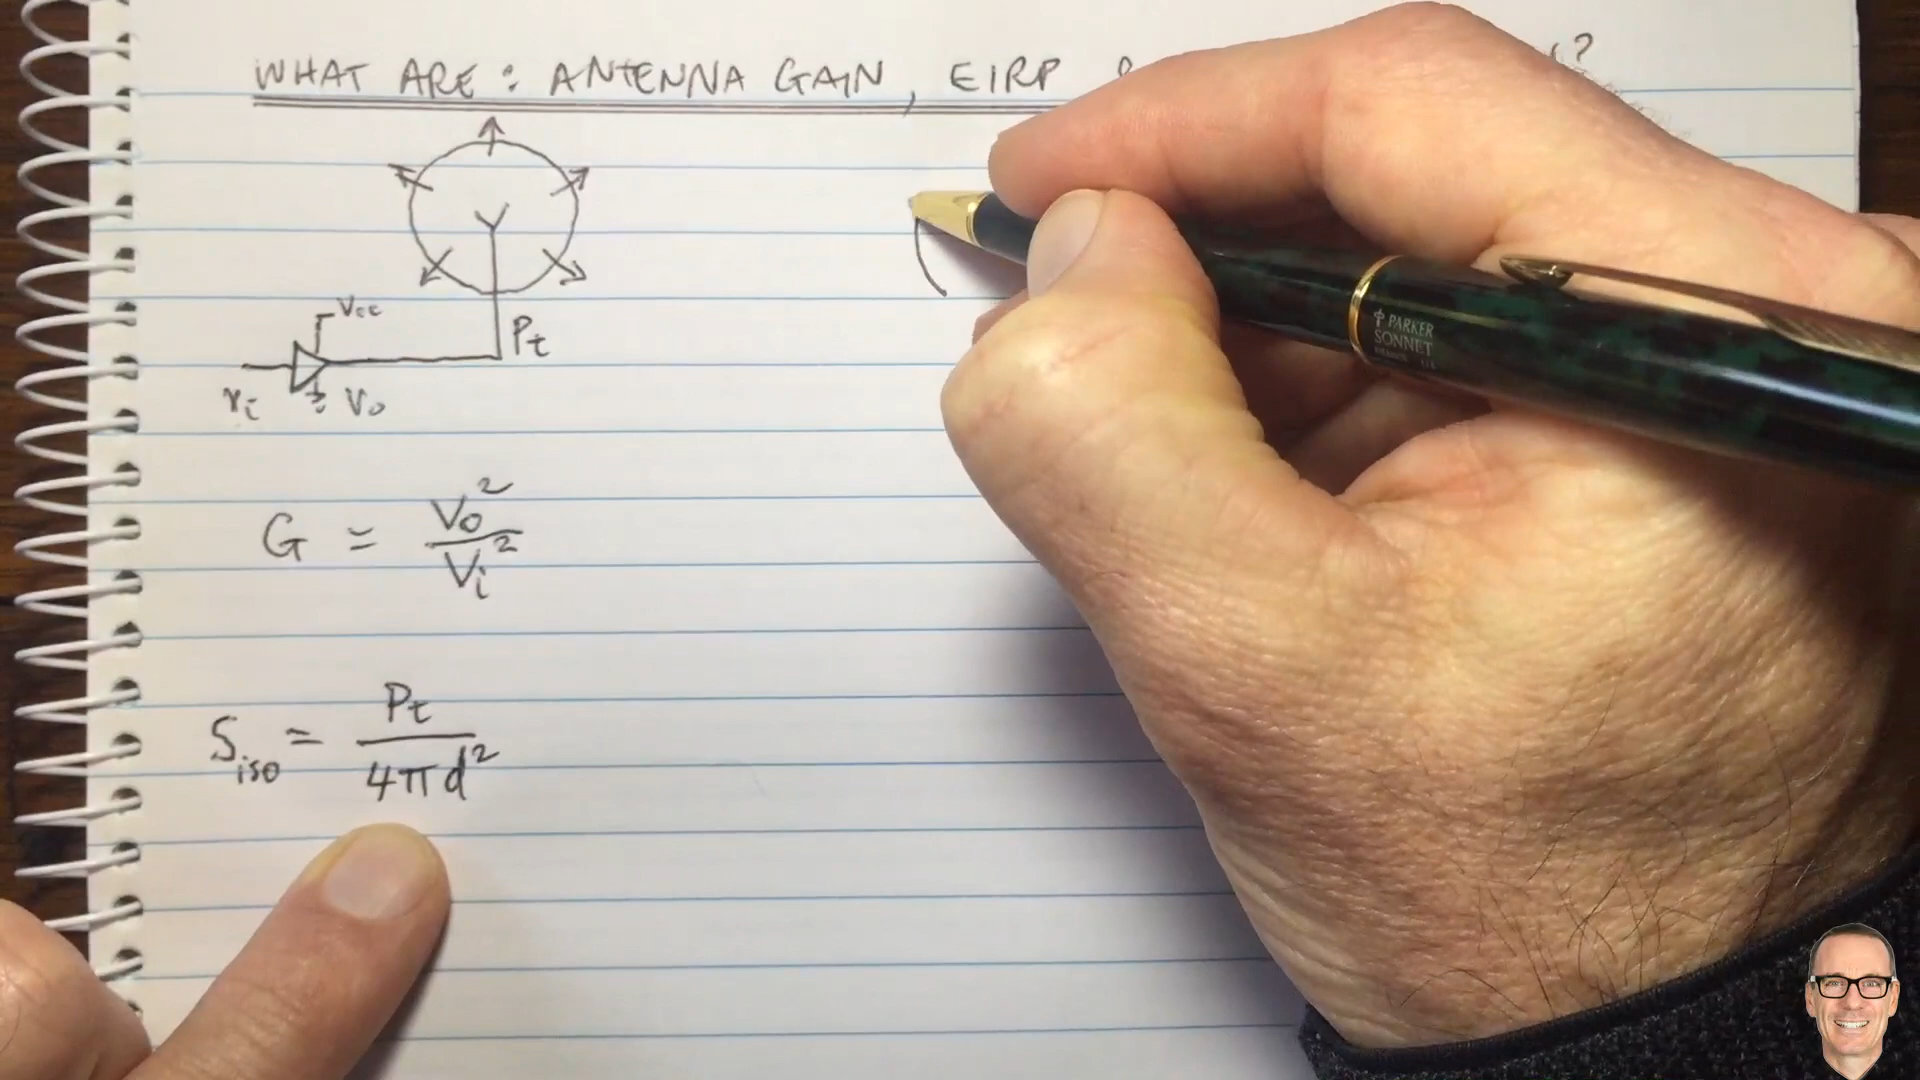 WHAT ARE: ANTENNA GAIN, EIRP ?
Vcc
Pt
Vi Vo
G = Vo²/Vi²
Siso = Pt/4πd²
PARKER
SONNET